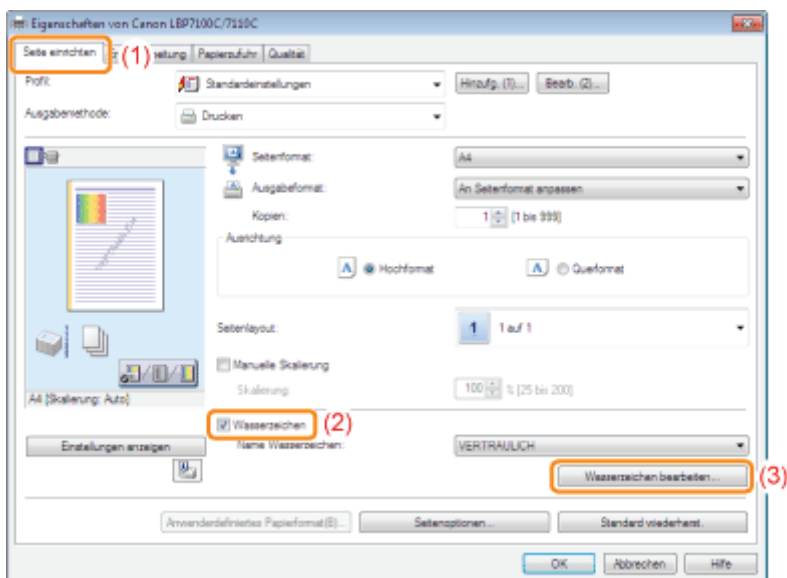 Eigenschaften von Canon LBP7100C/7110C
Seite einrichten (1) eitung Papierzufuhr Qualität
Profil: Standardeinstellungen Hinzufg. (1)... Bearb. (2)...
Ausgabemethode: Drucken
Seitenformat: A4
Ausgabeformat: An Seitenformat anpassen
Kopien: 1 [1 bis 999]
Ausrichtung
A Hochformat A Querformat
Seitenlayout: 1 1 auf 1
Manuelle Skalierung
Skalierung: 100 % [25 bis 200]
A4 [Skalierung: Auto]
Wasserzeichen (2)
Einstellungen anzeigen Name Wasserzeichen: VERTRAULICH
Wasserzeichen bearbeiten... (3)
Anwenderdefiniertes Papierformat(B)... Seitenoptionen... Standard wiederherst.
OK Abbrechen Hilfe